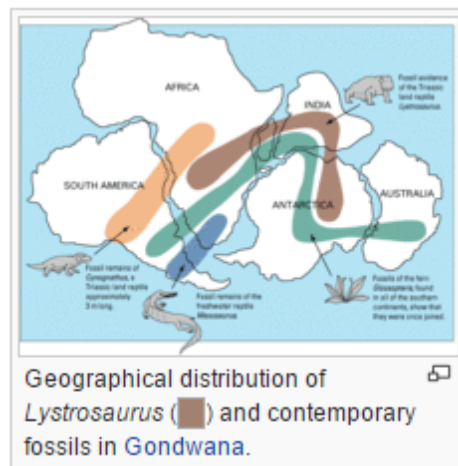 AFRICA
Fossil evidence
of the Triassic
land reptile
Lystrosaurus.
INDIA
SOUTH AMERICA
ANTARCTICA
AUSTRALIA
Fossil remains of
Cynognathus, a
Triassic land reptile
approximately
3 m long.
Fossil remains of the
freshwater reptile
Mesosaurus.
Fossils of the fern
Glossopteris, found
in all of the southern
continents, show that
they were once joined.
Geographical distribution of
Lystrosaurus ( ) and contemporary
fossils in Gondwana.